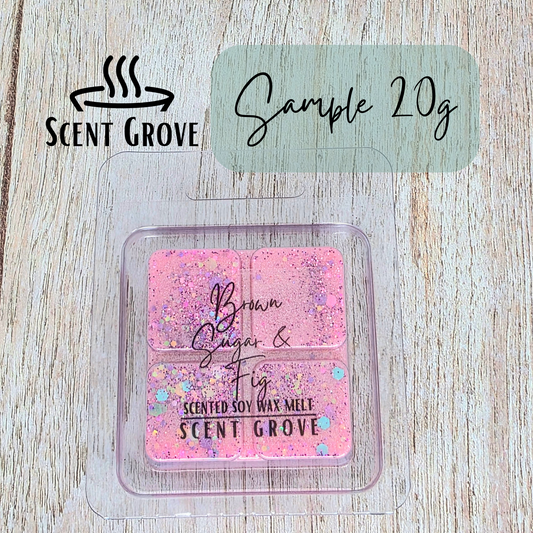 SCENT GROVE
Sample 20g
Brown
Sugar &
Fig
SCENTED SOY WAX MELT
SCENT GROVE